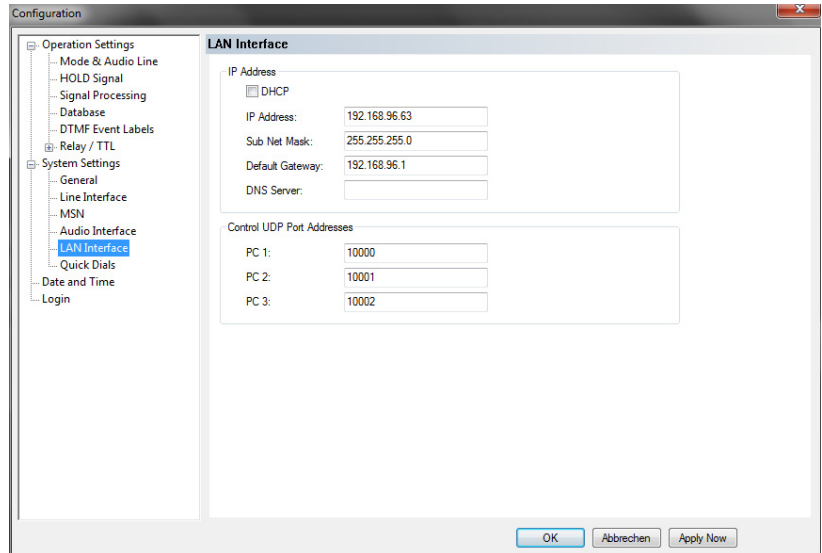 Configuration
Operation Settings
Mode & Audio Line
HOLD Signal
Signal Processing
Database
DTMF Event Labels
Relay / TTL
System Settings
General
Line Interface
MSN
Audio Interface
LAN Interface
Quick Dials
Date and Time
Login
LAN Interface
IP Address
DHCP
IP Address: 192.168.96.63
Sub Net Mask: 255.255.255.0
Default Gateway: 192.168.96.1
DNS Server:
Control UDP Port Addresses
PC 1: 10000
PC 2: 10001
PC 3: 10002
OK Abbrechen Apply Now